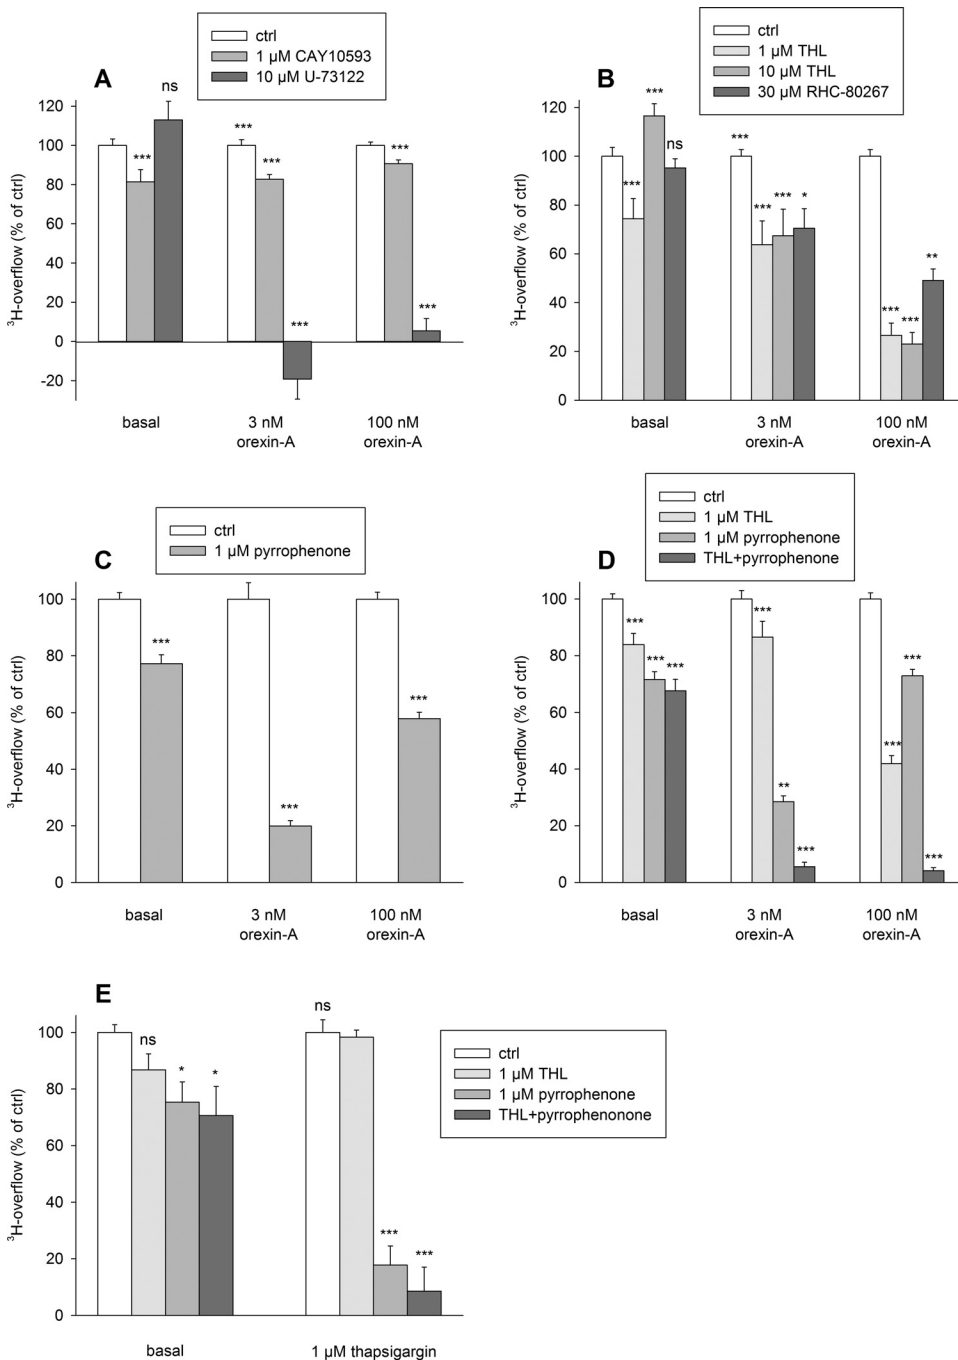 ctrl
1 µM CAY10593
10 µM U-73122
A
ns
***
***
***
***
***
***
120
100
80
60
40
20
0
-20
³H-overflow (% of ctrl)
basal
3 nM
orexin-A
100 nM
orexin-A
ctrl
1 µM THL
10 µM THL
30 µM RHC-80267
B
***
***
ns
***
***
***
*
***
***
**
120
100
80
60
40
20
0
³H-overflow (% of ctrl)
basal
3 nM
orexin-A
100 nM
orexin-A
ctrl
1 µM pyrrophenone
C
***
***
***
100
80
60
40
20
0
³H-overflow (% of ctrl)
basal
3 nM
orexin-A
100 nM
orexin-A
ctrl
1 µM THL
1 µM pyrrophenone
THL+pyrrophenone
D
***
***
***
***
**
***
***
***
***
100
80
60
40
20
0
³H-overflow (% of ctrl)
basal
3 nM
orexin-A
100 nM
orexin-A
E
ns
*
*
ns
***
***
100
80
60
40
20
0
³H-overflow (% of ctrl)
basal
1 µM thapsigargin
ctrl
1 µM THL
1 µM pyrrophenone
THL+pyrrophenonone